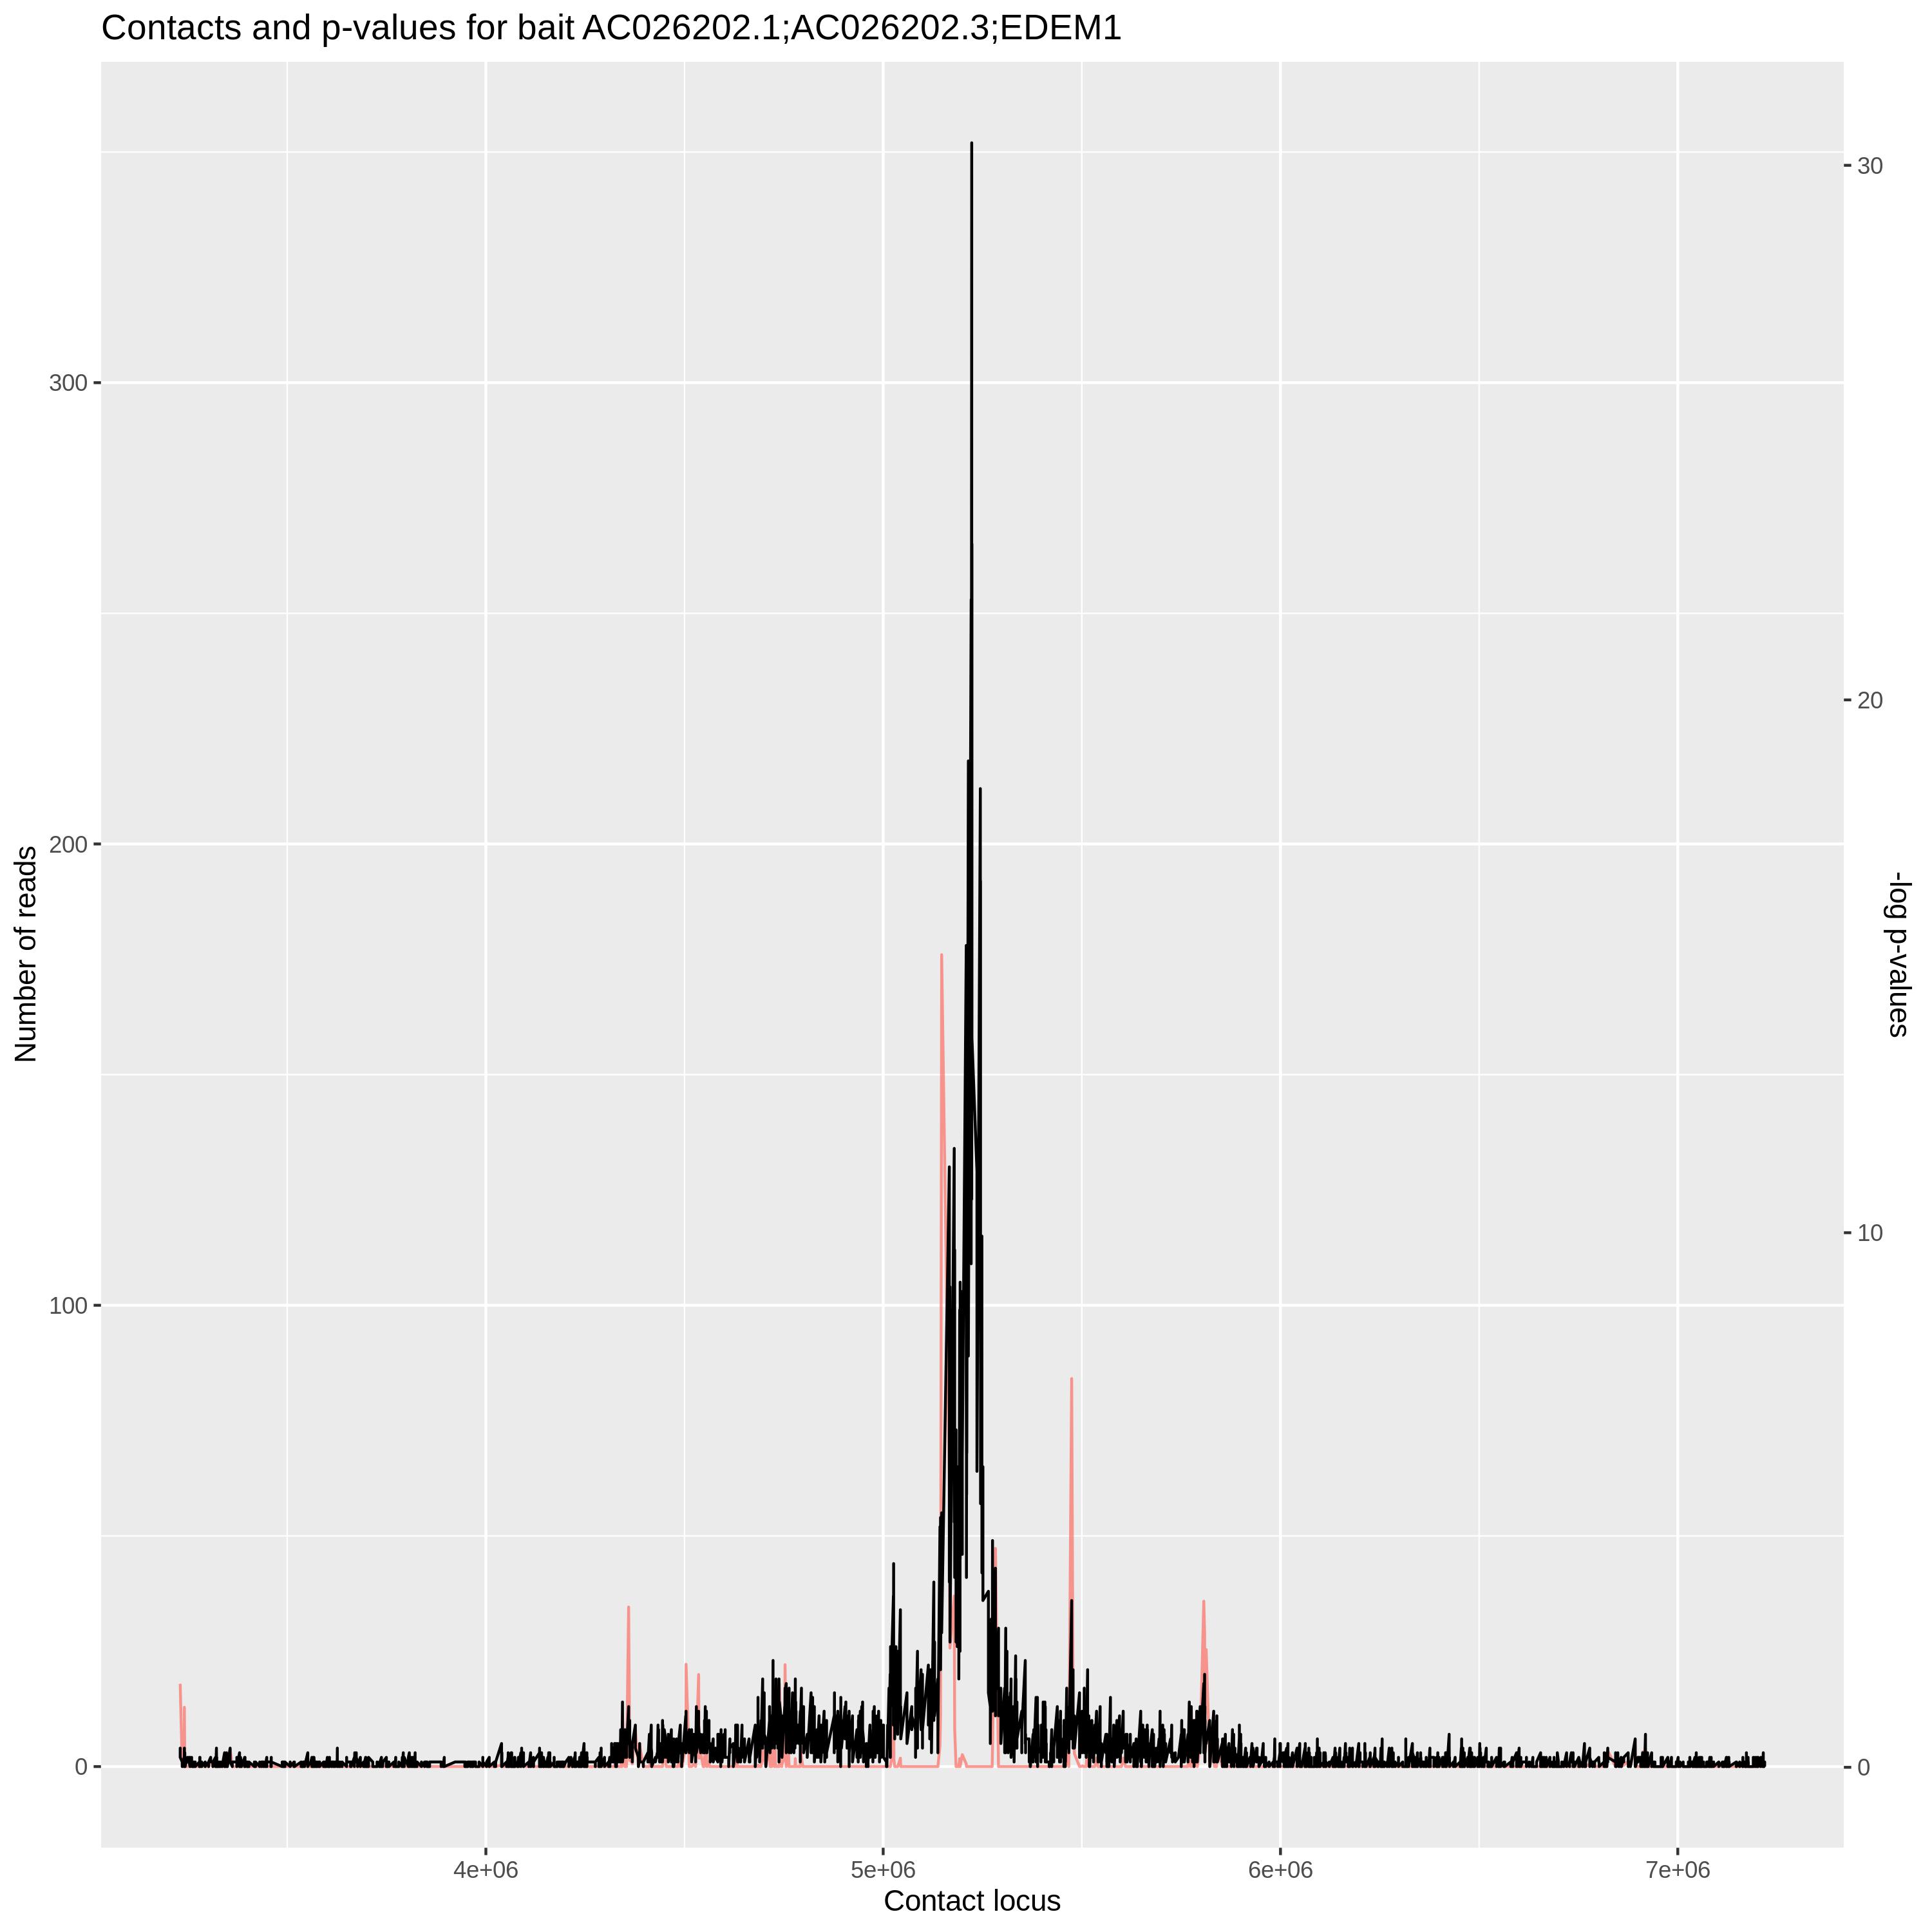 Contacts and p-values for bait AC026202.1;AC026202.3;EDEM1
Number of reads
300
200
100
0
30
20
10
0
-log p-values
4e+06
5e+06
6e+06
7e+06
Contact locus